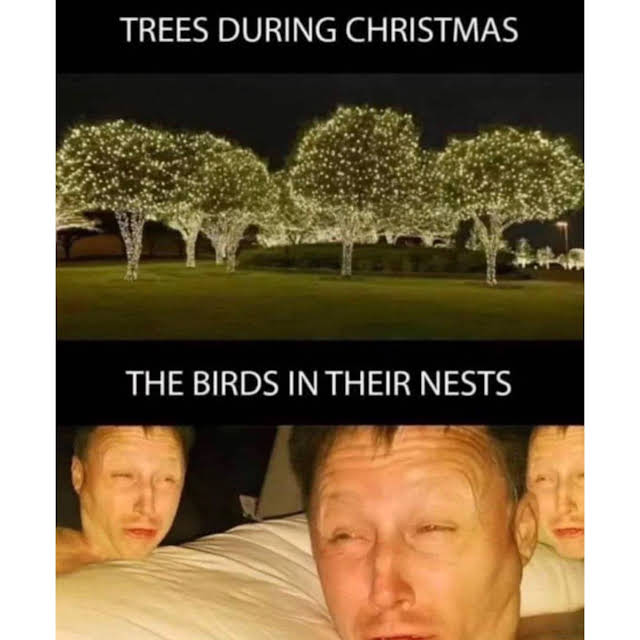 TREES DURING CHRISTMAS
THE BIRDS IN THEIR NESTS